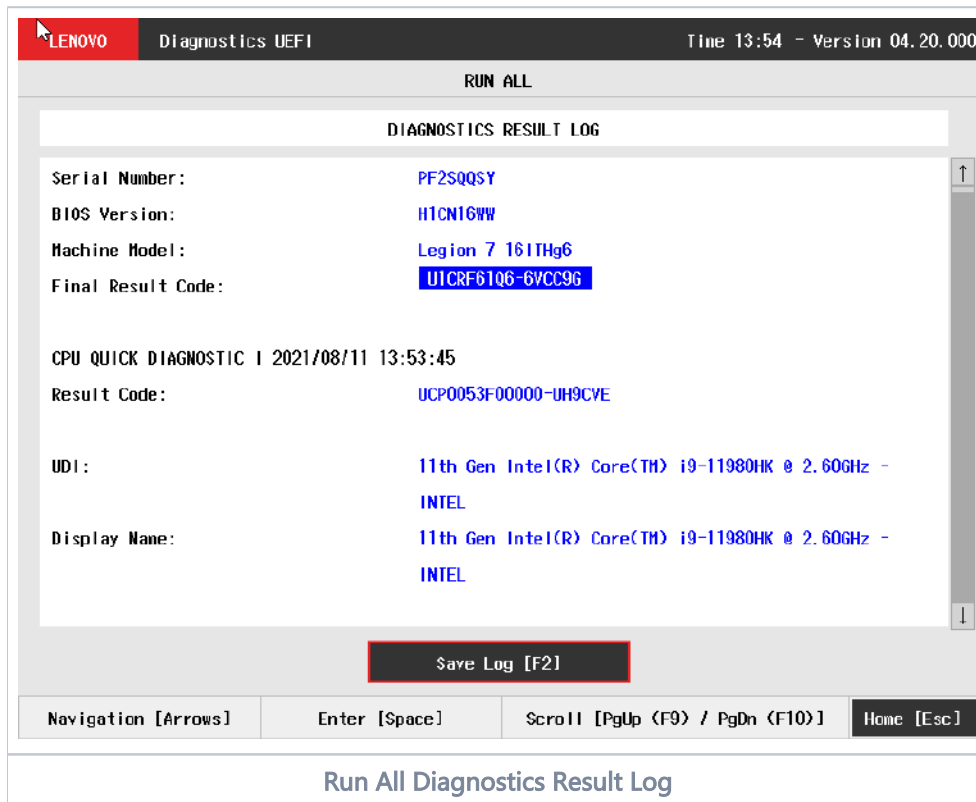 LENOVO Diagnostics UEFI Time 13:54 - Version 04.20.000
RUN ALL
DIAGNOSTICS RESULT LOG
Serial Number: PF2SQQSY
BIOS Version: H1CN16WW
Machine Model: Legion 7 16ITHg6
Final Result Code: U1CRF61Q6-6VCC9G
CPU QUICK DIAGNOSTIC | 2021/08/11 13:53:45
Result Code: UCP0053F00000-UH9CVE
UDI: 11th Gen Intel(R) Core(TM) i9-11980HK @ 2.60GHz -
INTEL
Display Name: 11th Gen Intel(R) Core(TM) i9-11980HK @ 2.60GHz -
INTEL
Save Log [F2]
Navigation [Arrows] Enter [Space] Scroll [PgUp (F9) / PgDn (F10)] Home [Esc]
Run All Diagnostics Result Log